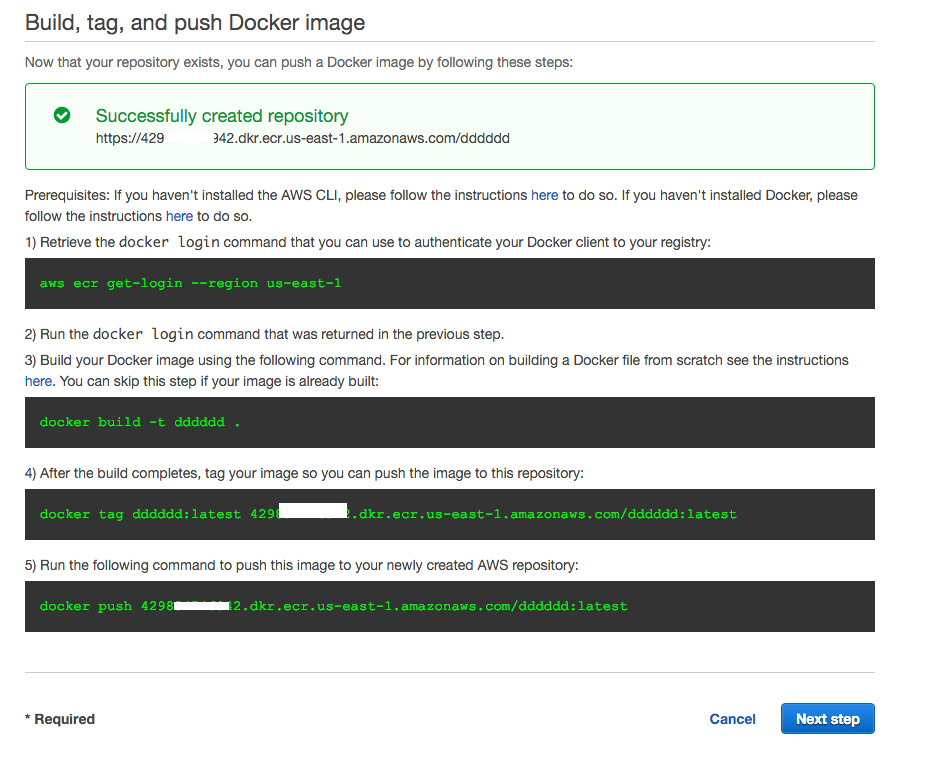 Build, tag, and push Docker image
Now that your repository exists, you can push a Docker image by following these steps:
Successfully created repository
https://429 942.dkr.ecr.us-east-1.amazonaws.com/dddddd
Prerequisites: If you haven't installed the AWS CLI, please follow the instructions here to do so. If you haven't installed Docker, please
follow the instructions here to do so.
1) Retrieve the docker login command that you can use to authenticate your Docker client to your registry:
aws ecr get-login --region us-east-1
2) Run the docker login command that was returned in the previous step.
3) Build your Docker image using the following command. For information on building a Docker file from scratch see the instructions
here. You can skip this step if your image is already built:
docker build -t dddddd .
4) After the build completes, tag your image so you can push the image to this repository:
docker tag dddddd:latest 429 2.dkr.ecr.us-east-1.amazonaws.com/dddddd:latest
5) Run the following command to push this image to your newly created AWS repository:
docker push 4298 2.dkr.ecr.us-east-1.amazonaws.com/dddddd:latest
* Required
Cancel
Next step